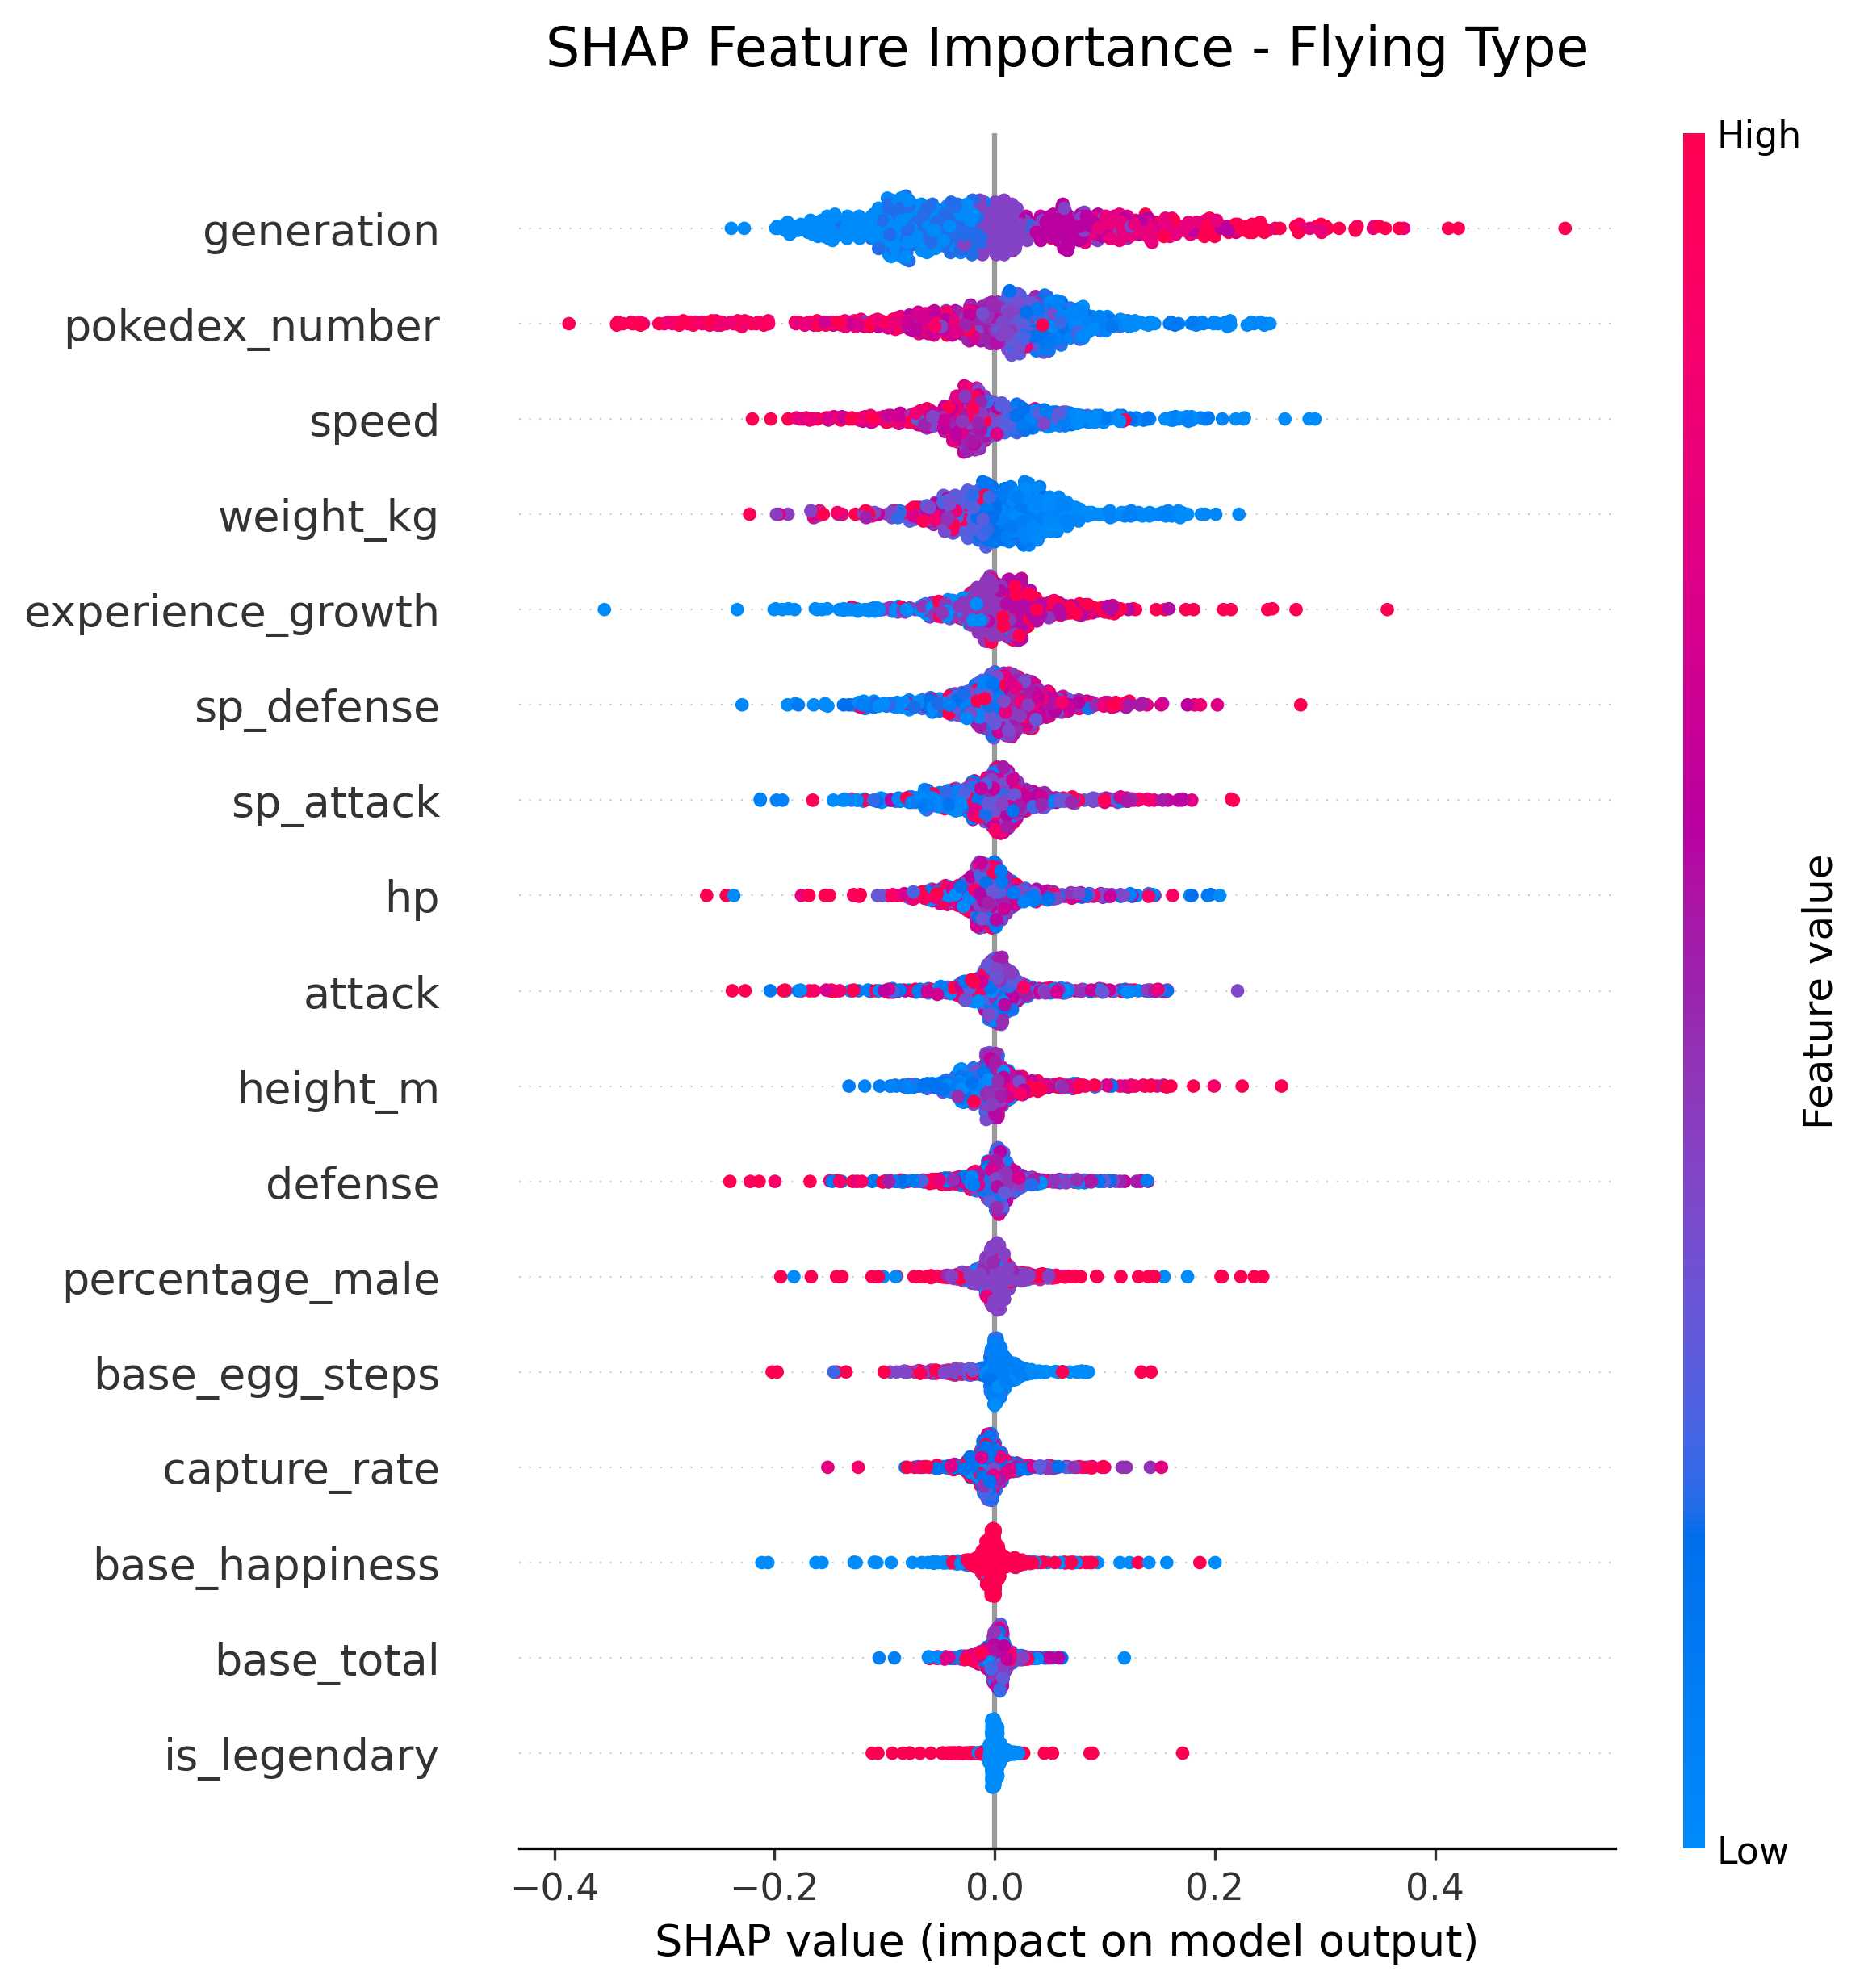 SHAP Feature Importance - Flying Type
High
generation
pokedex_number
speed
weight_kg
experience_growth
sp_defense
sp_attack
hp
attack
height_m
defense
percentage_male
base_egg_steps
capture_rate
base_happiness
base_total
is_legendary
Feature value
Low
−0.4 −0.2 0.0 0.2 0.4
SHAP value (impact on model output)